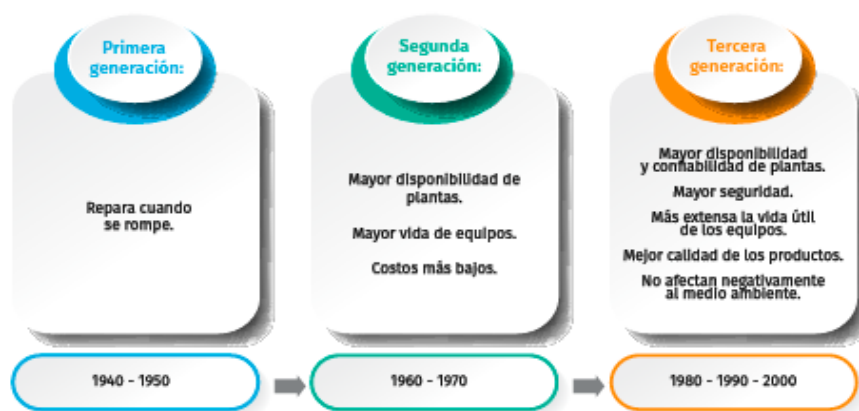 Primera
generación:
Repara cuando
se rompe.
1940 - 1950
Segunda
generación:
Mayor disponibilidad de
plantas.
Mayor vida de equipos.
Costos más bajos.
1960 - 1970
Tercera
generación:
Mayor disponibilidad
y confiabilidad de plantas.
Mayor seguridad.
Más extensa la vida útil
de los equipos.
Mejor calidad de los productos.
No afectan negativamente
al medio ambiente.
1980 - 1990 - 2000